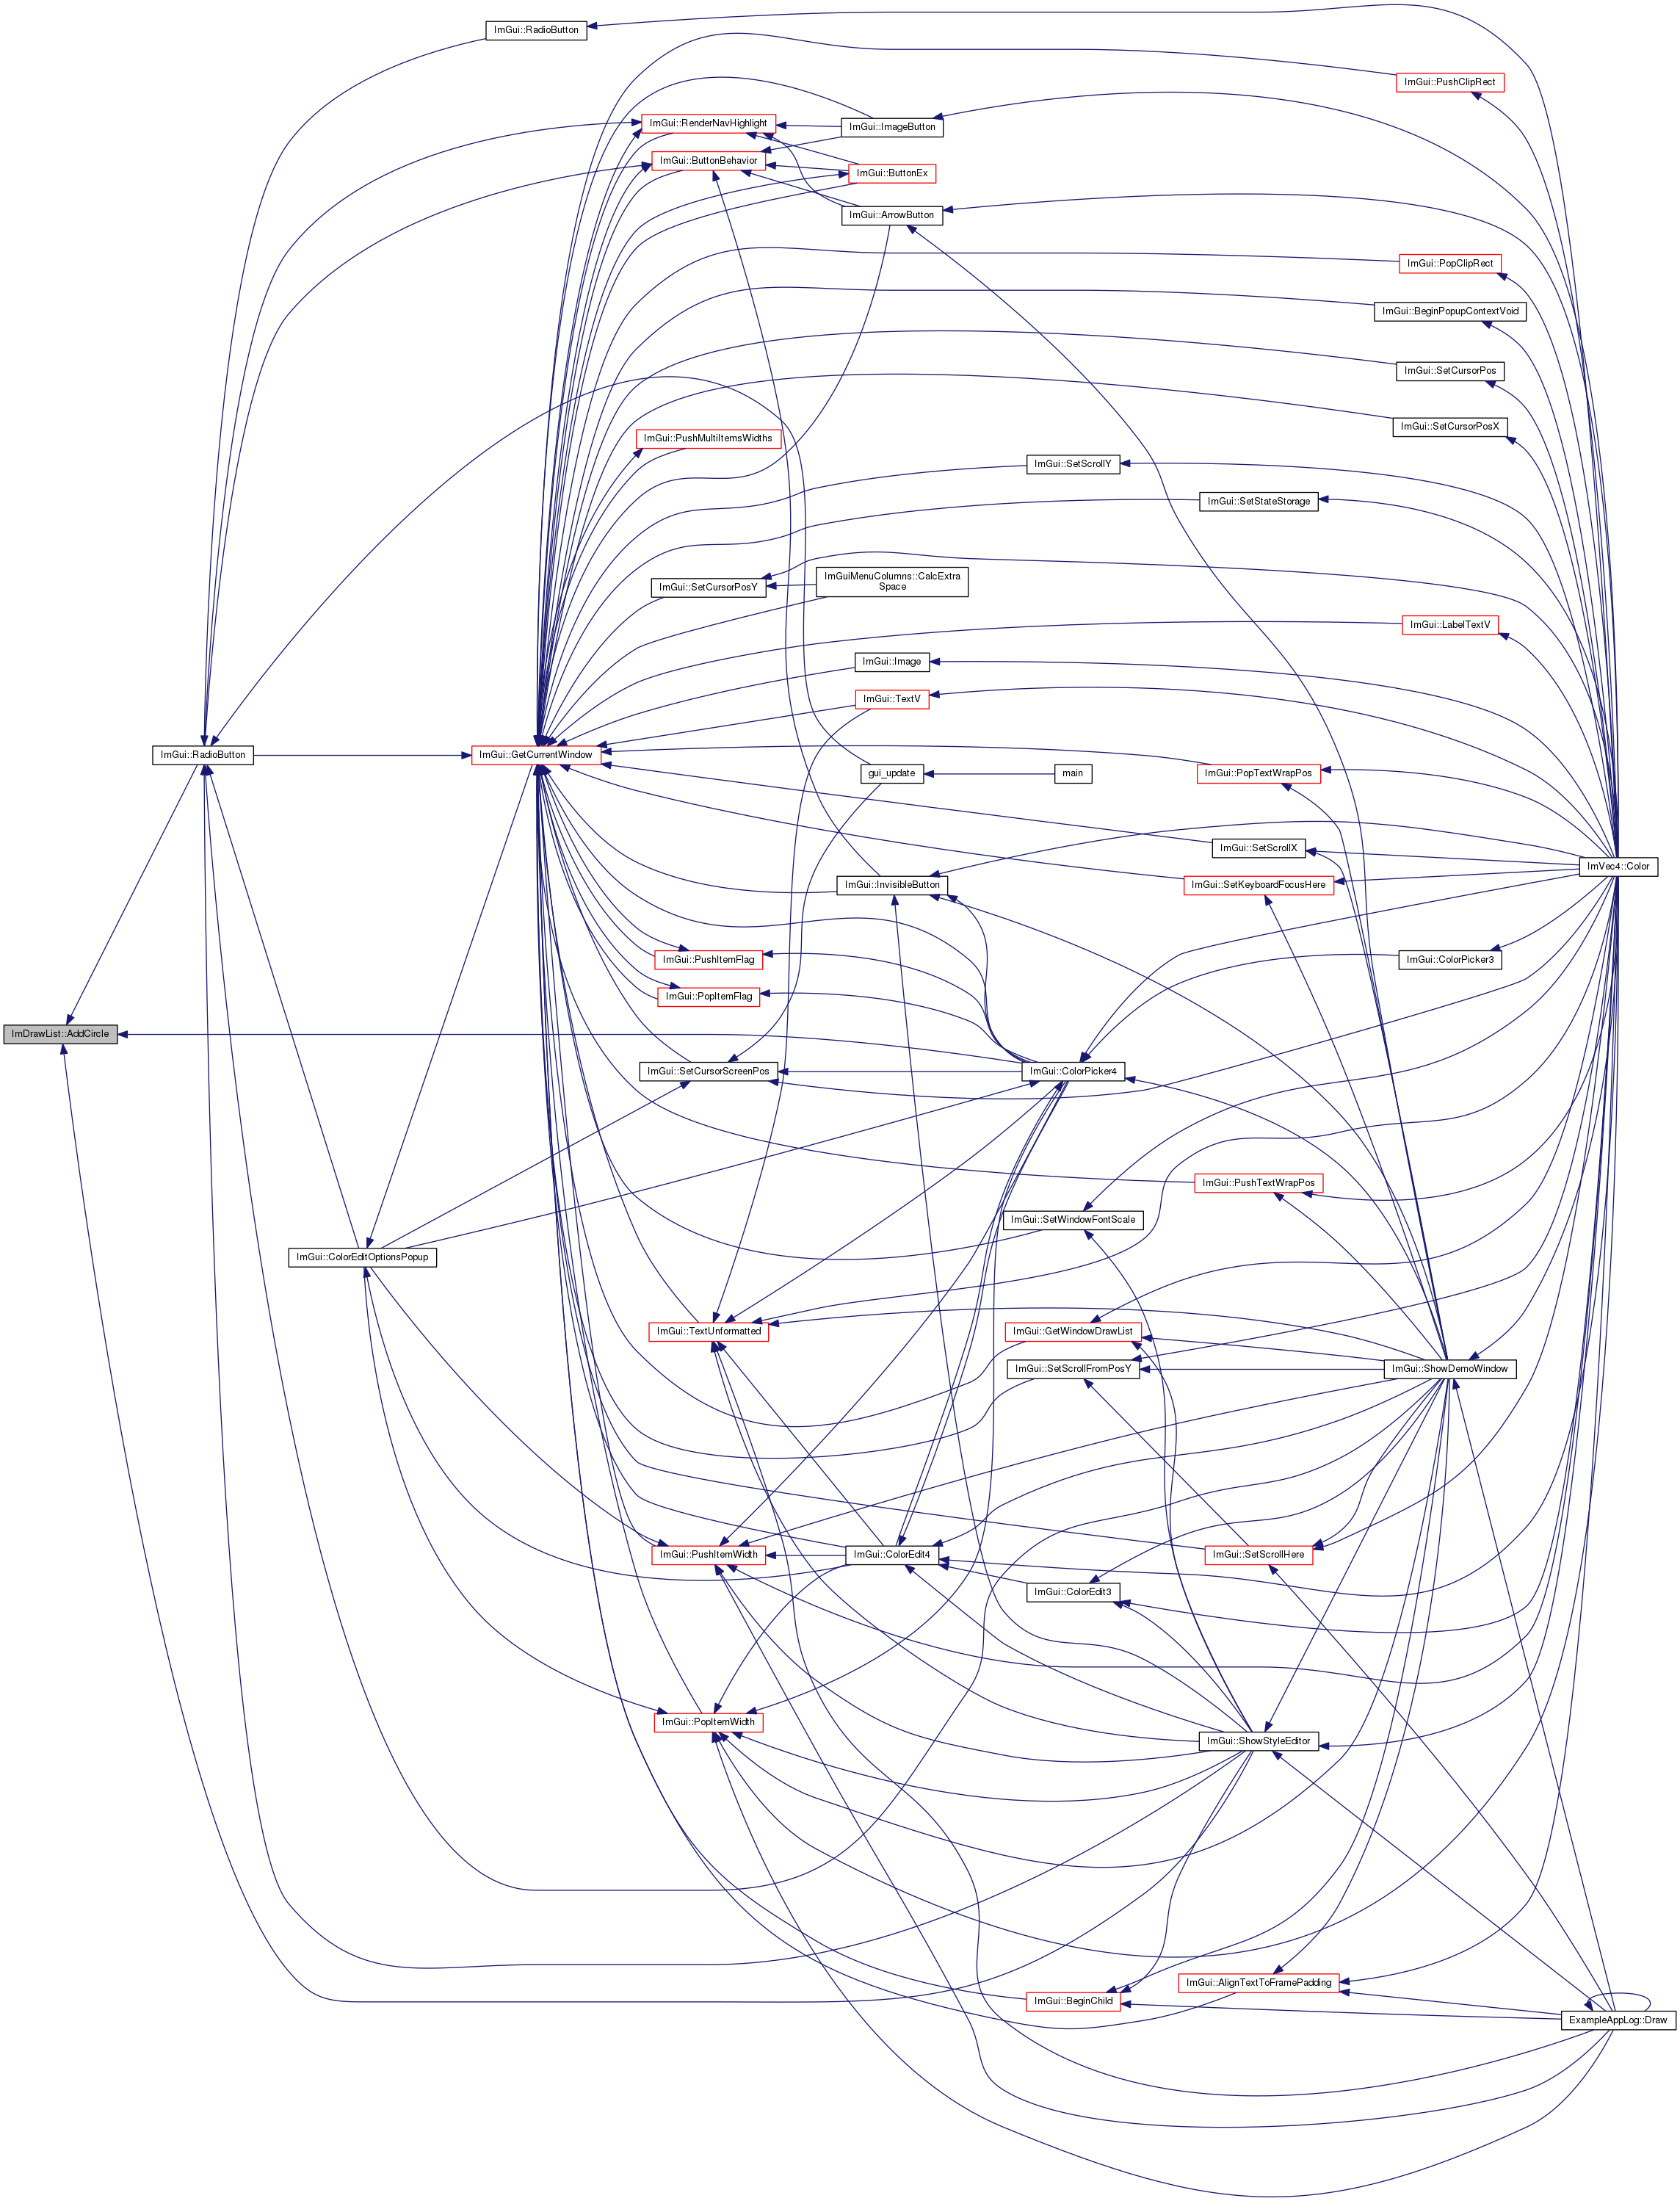 ImGui::RadioButton
ImGui::PushClipRect
ImGui::RenderNavHighlight
ImGui::ImageButton
ImGui::ButtonBehavior
ImGui::ButtonEx
ImGui::ArrowButton
ImGui::PopClipRect
ImGui::BeginPopupContextVoid
ImGui::SetCursorPos
ImGui::SetCursorPosX
ImGui::PushMultiItemsWidths
ImGui::SetScrollY
ImGui::SetStateStorage
ImGui::SetCursorPosY
ImGuiMenuColumns::CalcExtra
Space
ImGui::LabelTextV
ImGui::Image
ImGui::TextV
ImGui::RadioButton
ImGui::GetCurrentWindow
gui_update
main
ImGui::PopTextWrapPos
ImGui::SetScrollX
ImVec4::Color
ImGui::InvisibleButton
ImGui::SetKeyboardFocusHere
ImGui::PushItemFlag
ImGui::ColorPicker3
ImGui::PopItemFlag
ImDrawList::AddCircle
ImGui::SetCursorScreenPos
ImGui::ColorPicker4
ImGui::PushTextWrapPos
ImGui::SetWindowFontScale
ImGui::ColorEditOptionsPopup
ImGui::TextUnformatted
ImGui::GetWindowDrawList
ImGui::SetScrollFromPosY
ImGui::ShowDemoWindow
ImGui::PushItemWidth
ImGui::ColorEdit4
ImGui::SetScrollHere
ImGui::ColorEdit3
ImGui::PopItemWidth
ImGui::ShowStyleEditor
ImGui::AlignTextToFramePadding
ImGui::BeginChild
ExampleAppLog::Draw